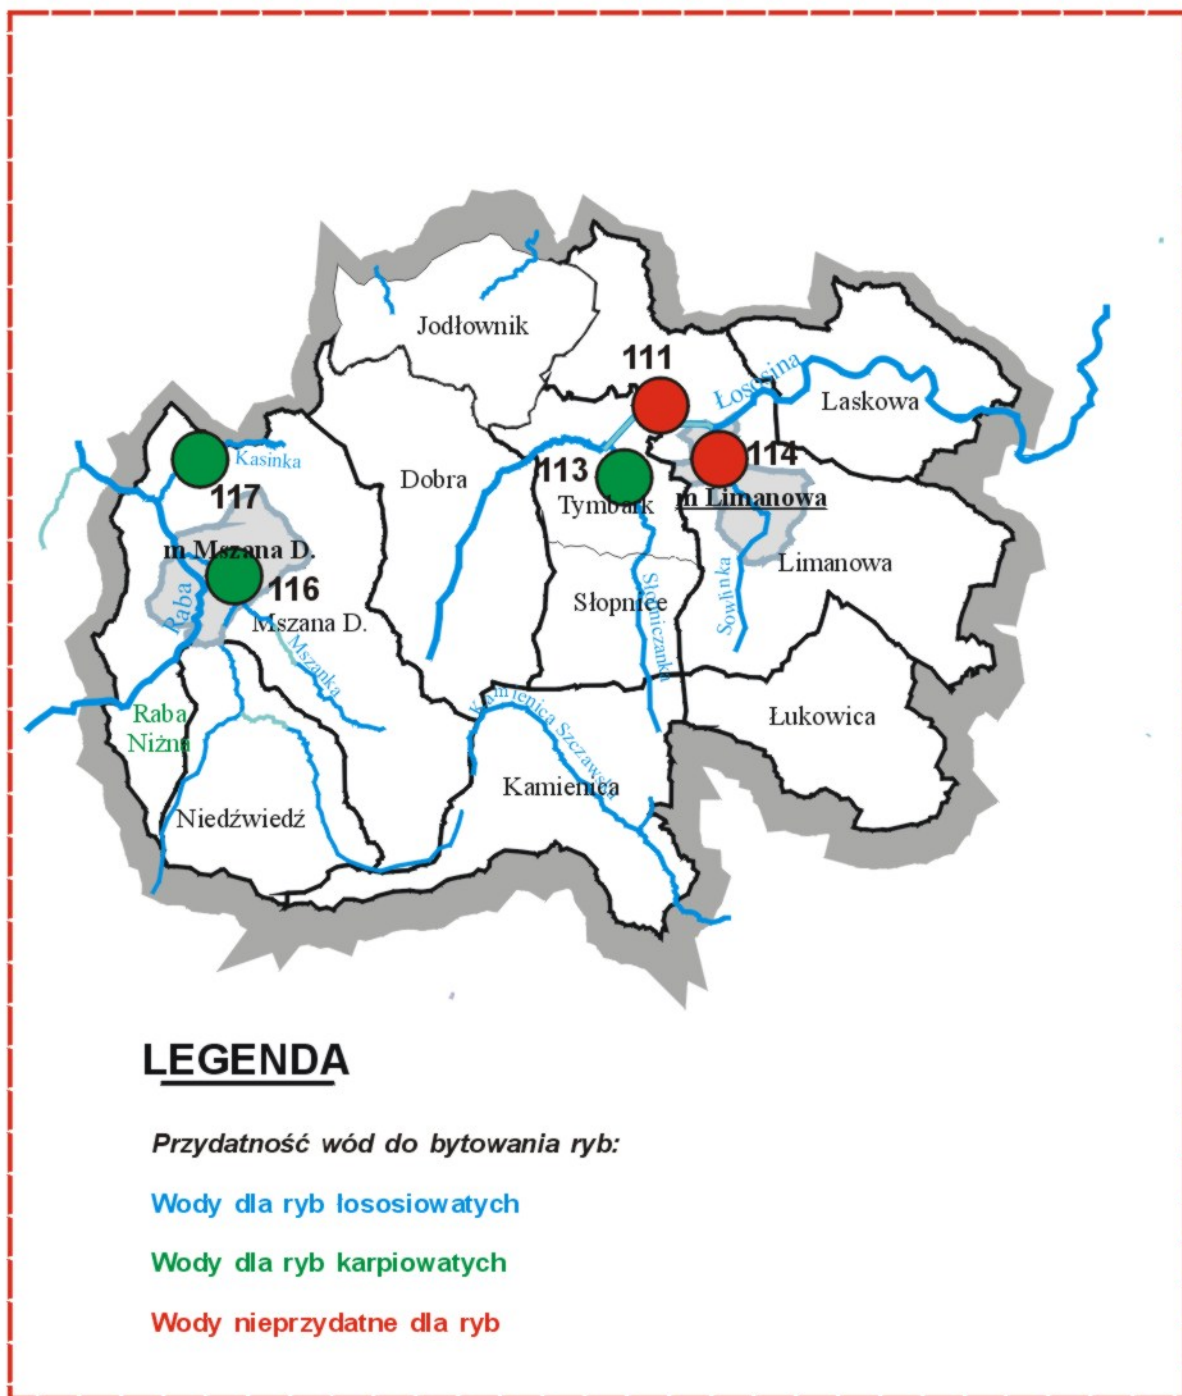 Jodłownik
111
Łososina
Laskowa
Kasinka
Dobra
113
114
117
Tymbark
m Limanowa
m Mszana D.
Limanowa
116
Raba
Słopnice
Słopniczanka
Sowlinka
Mszana D.
Mszanka
Raba
Niżna
Kamienica Szczawska
Łukowica
Kamienica
Niedźwiedź
LEGENDA
Przydatność wód do bytowania ryb:
Wody dla ryb łososiowatych
Wody dla ryb karpiowatych
Wody nieprzydatne dla ryb